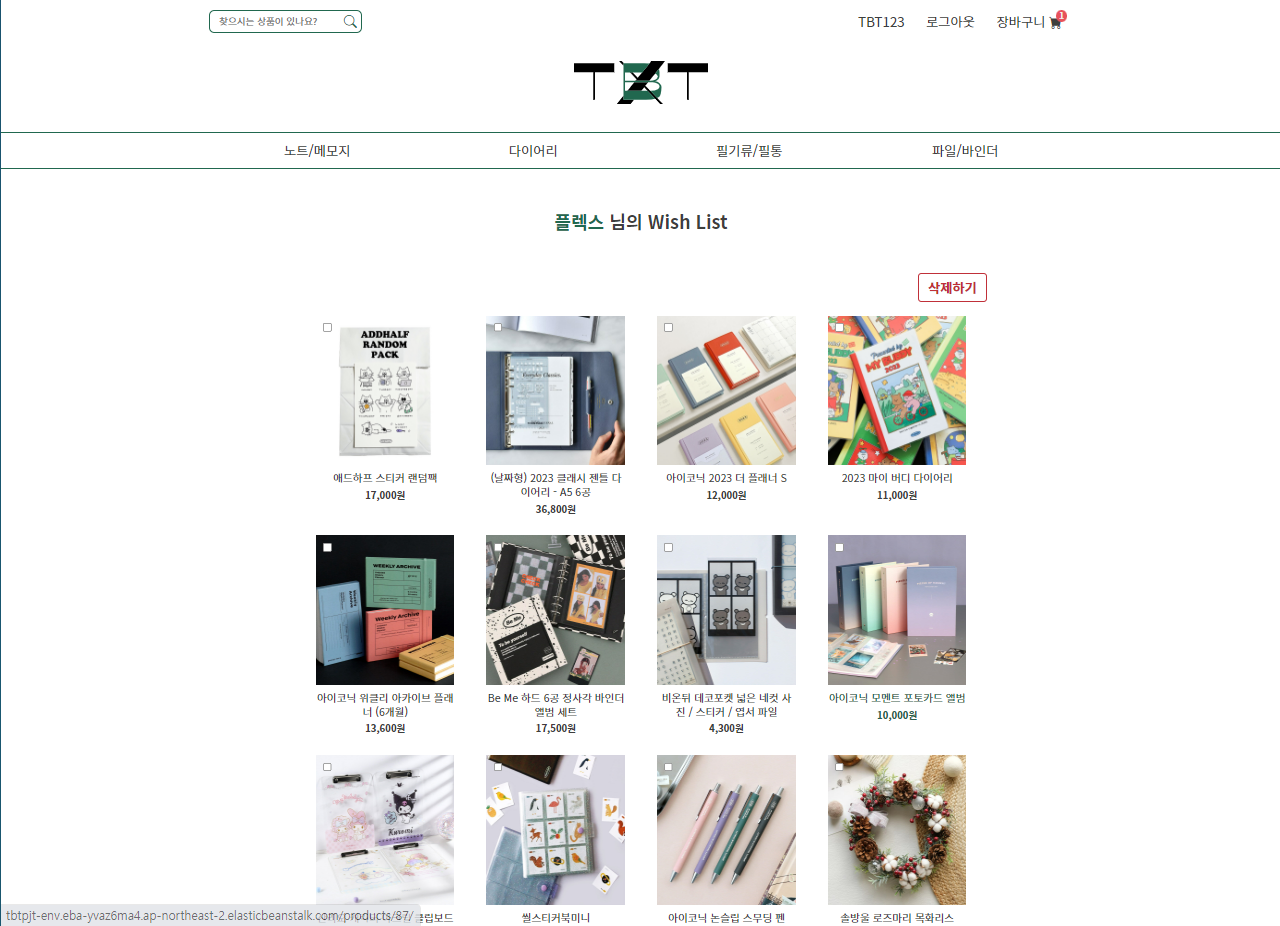 찾으시는 상품이 있나요?
TBT123 로그아웃 장바구니 1
TBT
노트/메모지 다이어리 필기류/필통 파일/바인더
플렉스 님의 Wish List
삭제하기
ADDHALF
RANDOM
PACK
MY BUDDY
2023
애드하프 스티커 랜덤팩
17,000원
(날짜형) 2023 클래시 젠틀 다
이어리 - A5 6공
36,800원
아이코닉 2023 더 플래너 S
12,000원
2023 마이 버디 다이어리
11,000원
WEEKLY ARCHIVE
Weekly Archive
Be Me
To be yourself
아이코닉 위클리 아카이브 플래
너 (6개월)
13,600원
Be Me 하드 6공 정사각 바인더
앨범 세트
17,500원
비온뒤 데코포켓 넓은 네컷 사
진 / 스티커 / 엽서 파일
4,300원
아이코닉 모멘트 포토카드 앨범
10,000원
Kuromi
클립보드
씰스티커북미니
아이코닉 논슬립 스무딩 펜
솔방울 로즈마리 목화리스
tbtpjt-env.eba-yvaz6ma4.ap-northeast-2.elasticbeanstalk.com/products/87/